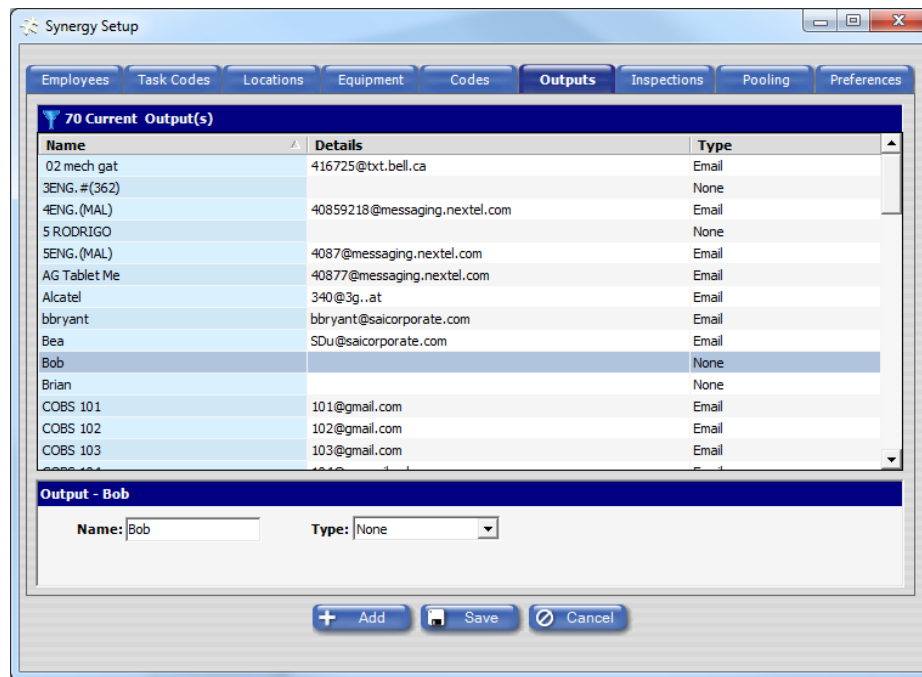 Synergy Setup
Employees Task Codes Locations Equipment Codes Outputs Inspections Pooling Preferences
70 Current Output(s)
Name Details Type
02 mech gat 416725@txt.bell.ca Email
3ENG.#(362) None
4ENG.(MAL) 40859218@messaging.nextel.com Email
5 RODRIGO None
5ENG.(MAL) 4087@messaging.nextel.com Email
AG Tablet Me 40877@messaging.nextel.com Email
Alcatel 340@3g..at Email
bbryant bbryant@saicorporate.com Email
Bea SDu@saicorporate.com Email
Bob None
Brian None
COBS 101 101@gmail.com Email
COBS 102 102@gmail.com Email
COBS 103 103@gmail.com Email
Output - Bob
Name: Bob Type: None
Add Save Cancel